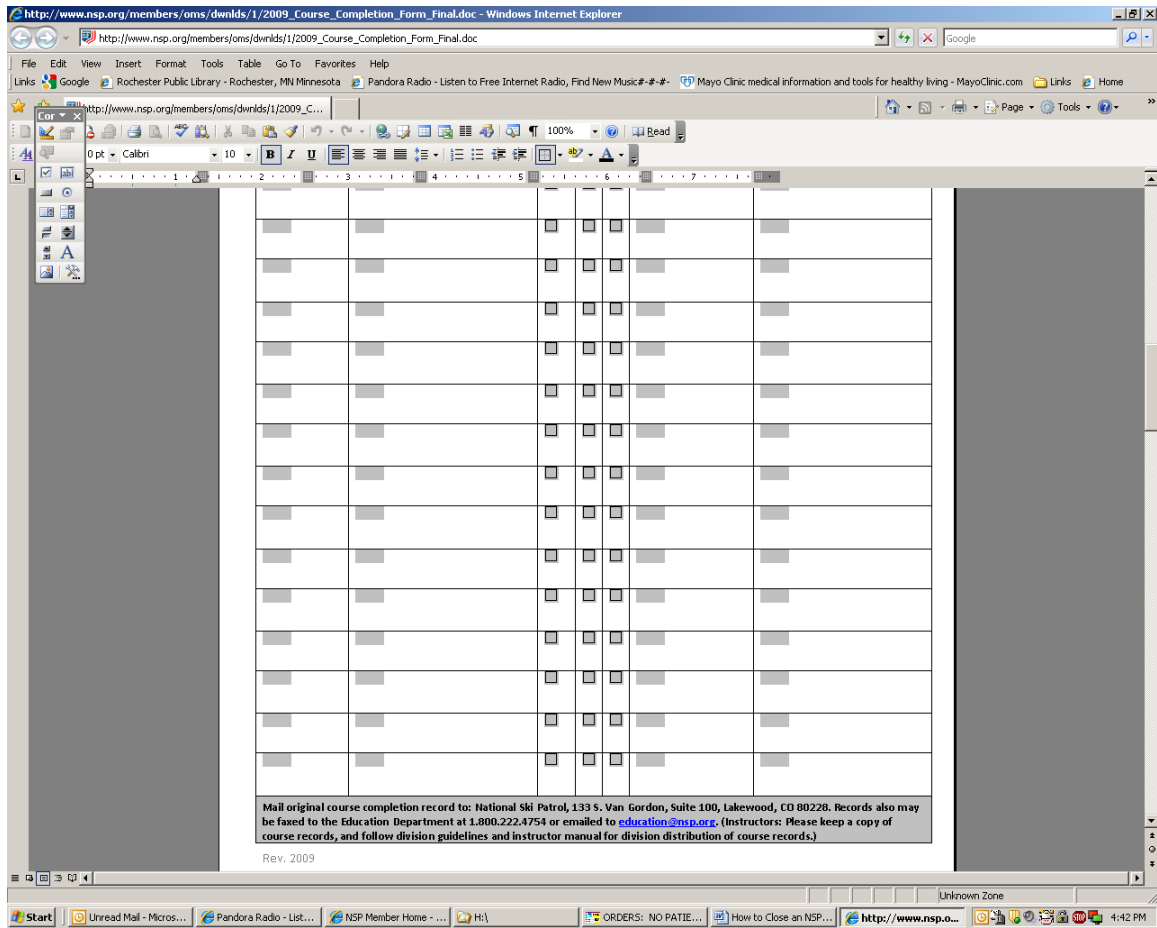 http://www.nsp.org/members/oms/dwnlds/1/2009_Course_Completion_Form_Final.doc - Windows Internet Explorer
http://www.nsp.org/members/oms/dwnlds/1/2009_Course_Completion_Form_Final.doc
Google
File Edit View Insert Format Tools Table Go To Favorites Help
Links Google Rochester Public Library - Rochester, MN Minnesota Pandora Radio - Listen to Free Internet Radio, Find New Music#-#-#- Mayo Clinic medical information and tools for healthy living - MayoClinic.com Links Home
http://www.nsp.org/members/oms/dwnlds/1/2009_C... Page Tools
Cor
100% Read
0 pt Calibri 10 B I U
1 2 3 4 5 6 7
Mail original course completion record to: National Ski Patrol, 133 S. Van Gordon, Suite 100, Lakewood, CO 80228. Records also may
be faxed to the Education Department at 1.800.222.4754 or emailed to education@nsp.org. (Instructors: Please keep a copy of
course records, and follow division guidelines and instructor manual for division distribution of course records.)
Rev. 2009
Unknown Zone
Start Unread Mail - Micros... Pandora Radio - List... NSP Member Home - ... H:\ ORDERS: NO PATIE... How to Close an NSP... http://www.nsp.o... 4:42 PM